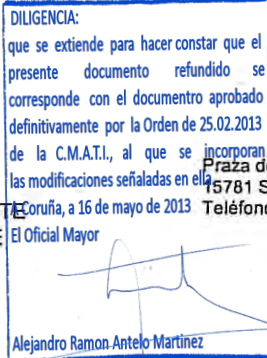 DILIGENCIA:
que se extiende para hacer constar que el
presente documento refundido se
corresponde con el documentro aprobado
definitivamente por la Orden de 25.02.2013
de la C.M.A.T.I., al que se incorporan
las modificaciones señaladas en ella.
A Coruña, a 16 de mayo de 2013
El Oficial Mayor
Alejandro Ramon Antelo Martinez
Praza de
15781 S
Teléfono
TE
E